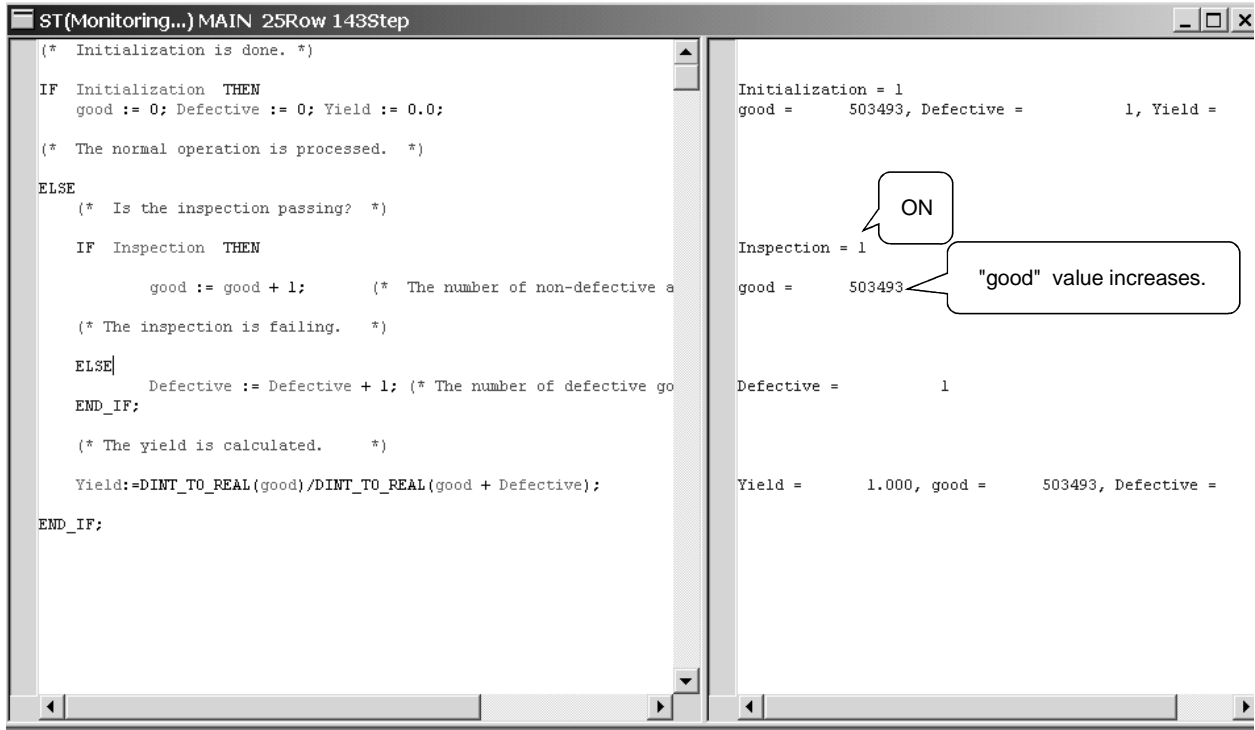 ST(Monitoring...) MAIN 25Row 143Step
(* Initialization is done. *)
IF Initialization THEN
good := 0; Defective := 0; Yield := 0.0;
(* The normal operation is processed. *)
ELSE
(* Is the inspection passing? *)
IF Inspection THEN
good := good + 1; (* The number of non-defective a
(* The inspection is failing. *)
ELSE
Defective := Defective + 1; (* The number of defective go
END_IF;
(* The yield is calculated. *)
Yield:=DINT_TO_REAL(good)/DINT_TO_REAL(good + Defective);
END_IF;
Initialization = 1
good = 503493, Defective = 1, Yield =
ON
Inspection = 1
"good" value increases.
good = 503493
Defective = 1
Yield = 1.000, good = 503493, Defective =